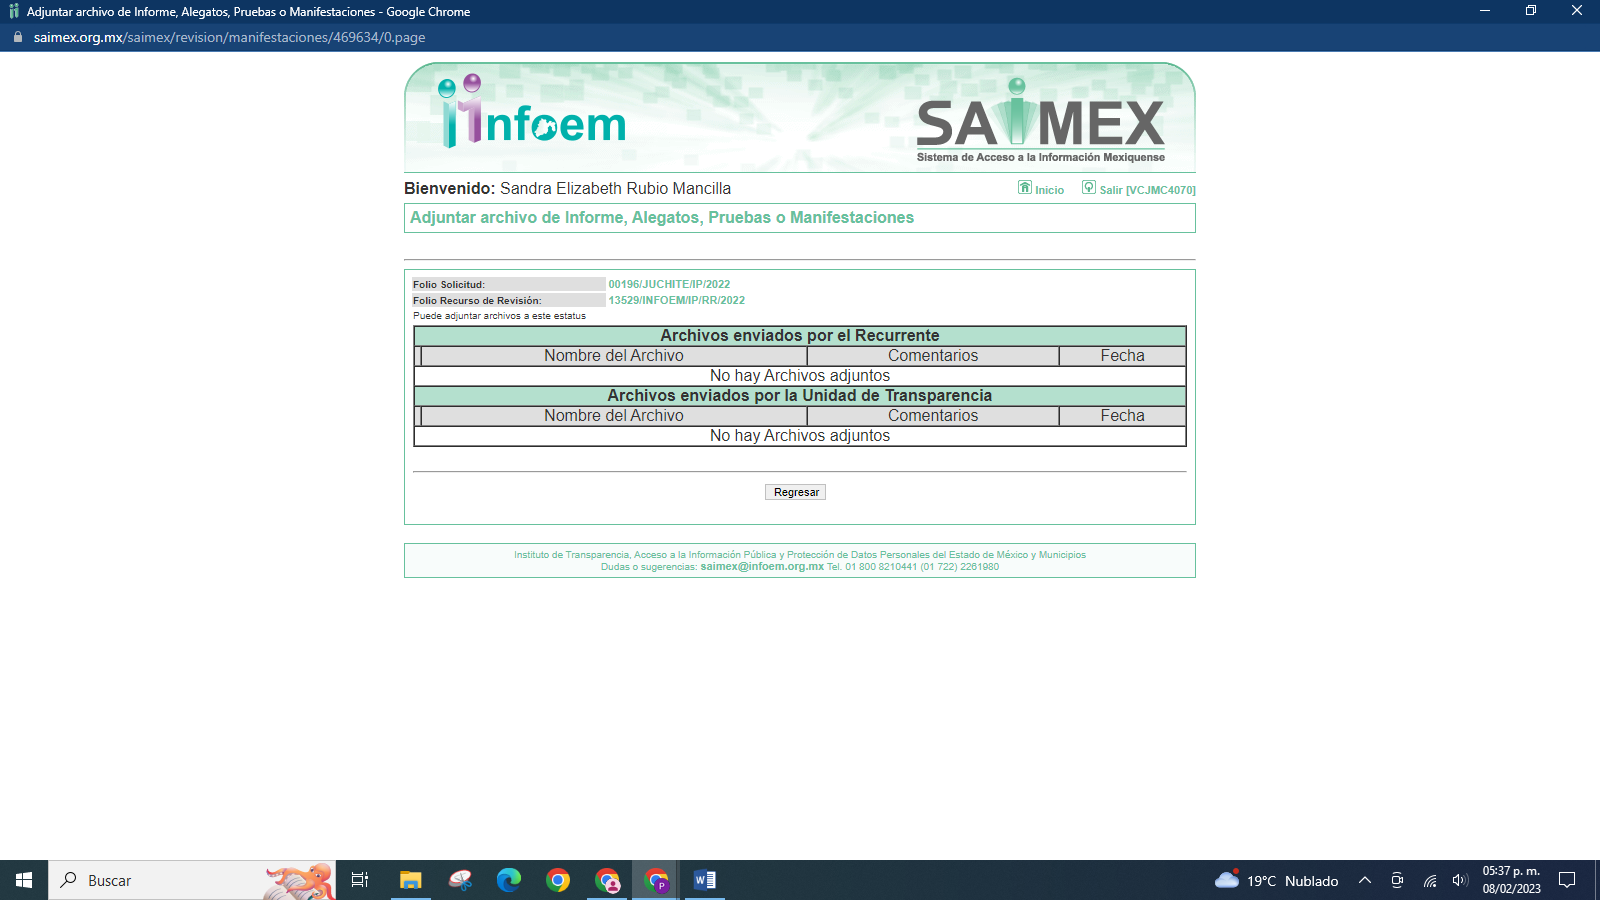 Adjuntar archivo de Informe, Alegatos, Pruebas o Manifestaciones - Google Chrome
saimex.org.mx/saimex/revision/manifestaciones/469634/0.page
infoem
SAIMEX
Sistema de Acceso a la Información Mexiquense
Bienvenido: Sandra Elizabeth Rubio Mancilla
Inicio
Salir [VCJMC4070]
Adjuntar archivo de Informe, Alegatos, Pruebas o Manifestaciones
Folio Solicitud: 00196/JUCHITE/IP/2022
Folio Recurso de Revisión: 13529/INFOEM/IP/RR/2022
Puede adjuntar archivos a este estatus
Archivos enviados por el Recurrente
Nombre del Archivo Comentarios Fecha
No hay Archivos adjuntos
Archivos enviados por la Unidad de Transparencia
Nombre del Archivo Comentarios Fecha
No hay Archivos adjuntos
Regresar
Instituto de Transparencia, Acceso a la Información Pública y Protección de Datos Personales del Estado de México y Municipios
Dudas o sugerencias: saimex@infoem.org.mx Tel. 01 800 8210441 (01 722) 2261980
Buscar
P
W
19°C Nublado
05:37 p. m.
08/02/2023